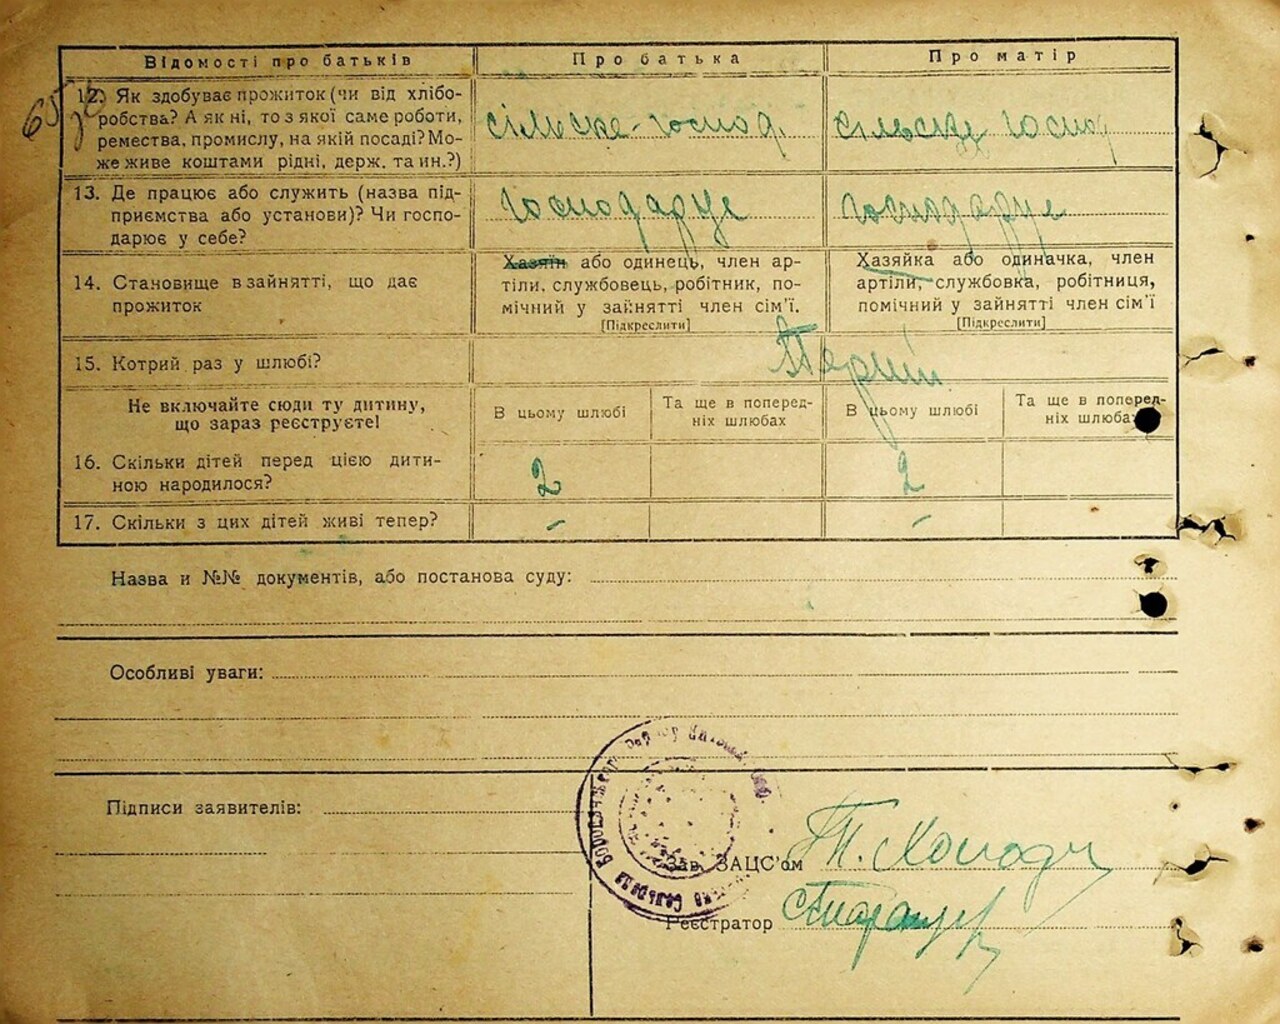 Відомості про батьків
Про батька
Про матір
12. Як здобуває прожиток (чи від хлібо-
робства? А як ні, то з якої саме роботи,
ремества, промислу, на якій посаді? Мо-
же живе коштами рідні, держ. та ин.?)
сільське-господ.
сільське госпо
13. Де працює або служить (назва під-
приємства або установи)? Чи госпо-
дарює у себе?
господарує
господарує
14. Становище в зайнятті, що дає
прожиток
Хазяїн або одинець, член ар-
тіли, службовець, робітник, по-
мічний у зайнятті член сім'ї.
[Підкреслити]
Хазяйка або одиначка, член
артіли, службовка, робітниця,
помічний у зайнятті член сім'ї
[Підкреслити]
15. Котрий раз у шлюбі?
Перший
Не включайте сюди ту дитину,
що зараз реєструєте!
В цьому шлюбі
Та ще в поперед-
ніх шлюбах
В цьому шлюбі
Та ще в поперед-
ніх шлюбах
16. Скільки дітей перед цією дити-
ною народилося?
2
2
17. Скільки з цих дітей живі тепер?
-
-
Назва и №№ документів, або постанова суду:
Особливі уваги:
Підписи заявителів:
Зав. ЗАЦС'ом
Реєстратор